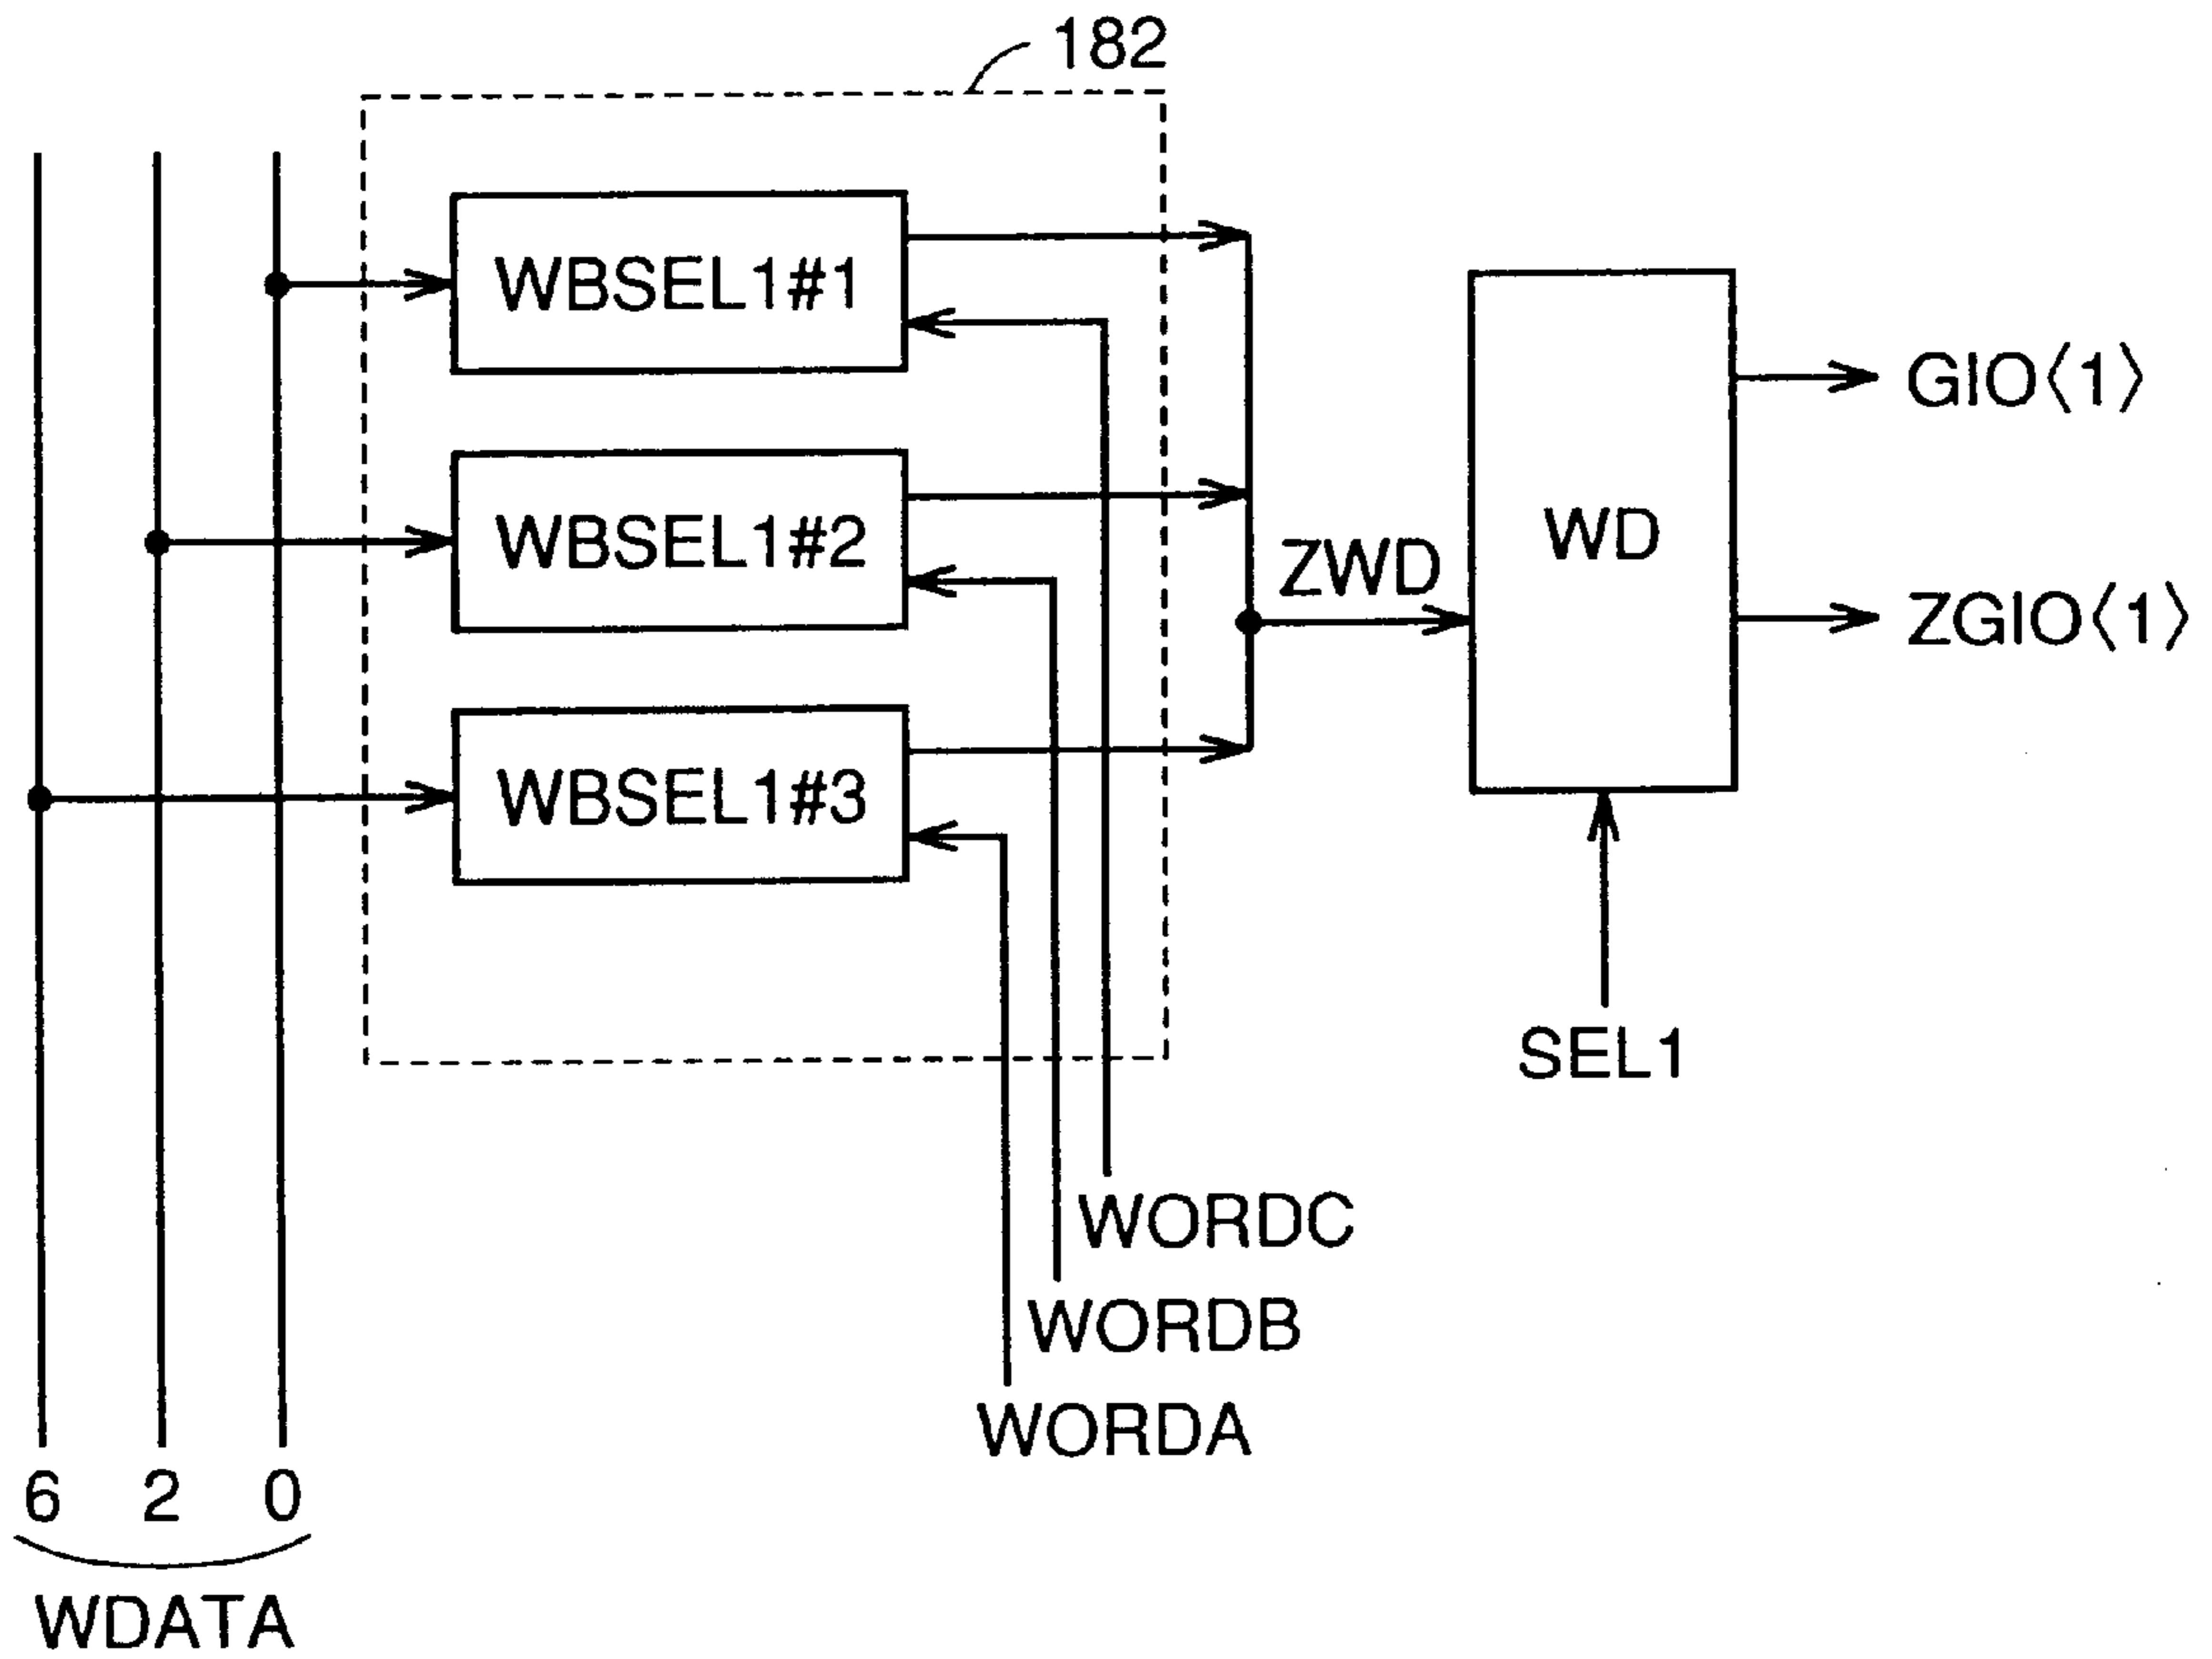 182
WBSEL1#1
GIO〈1〉
WBSEL1#2
WD
ZWD
ZGIO〈1〉
WBSEL1#3
SEL1
WORDC
WORDB
WORDA
6 2 0
WDATA